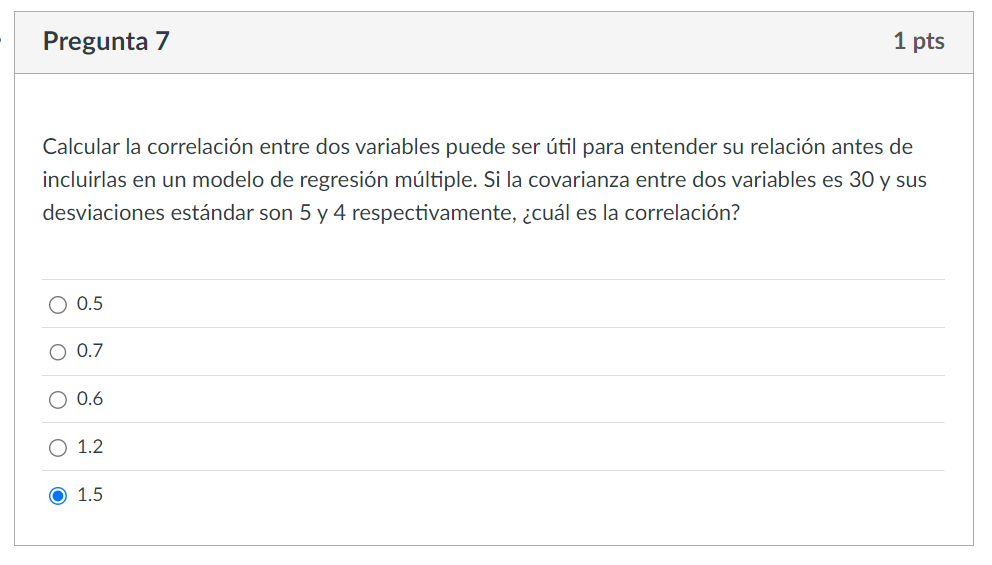 Pregunta 7
1 pts
Calcular la correlación entre dos variables puede ser útil para entender su relación antes de
incluirlas en un modelo de regresión múltiple. Si la covarianza entre dos variables es 30 y sus
desviaciones estándar son 5 y 4 respectivamente, ¿cuál es la correlación?
0.5
0.7
0.6
1.2
1.5